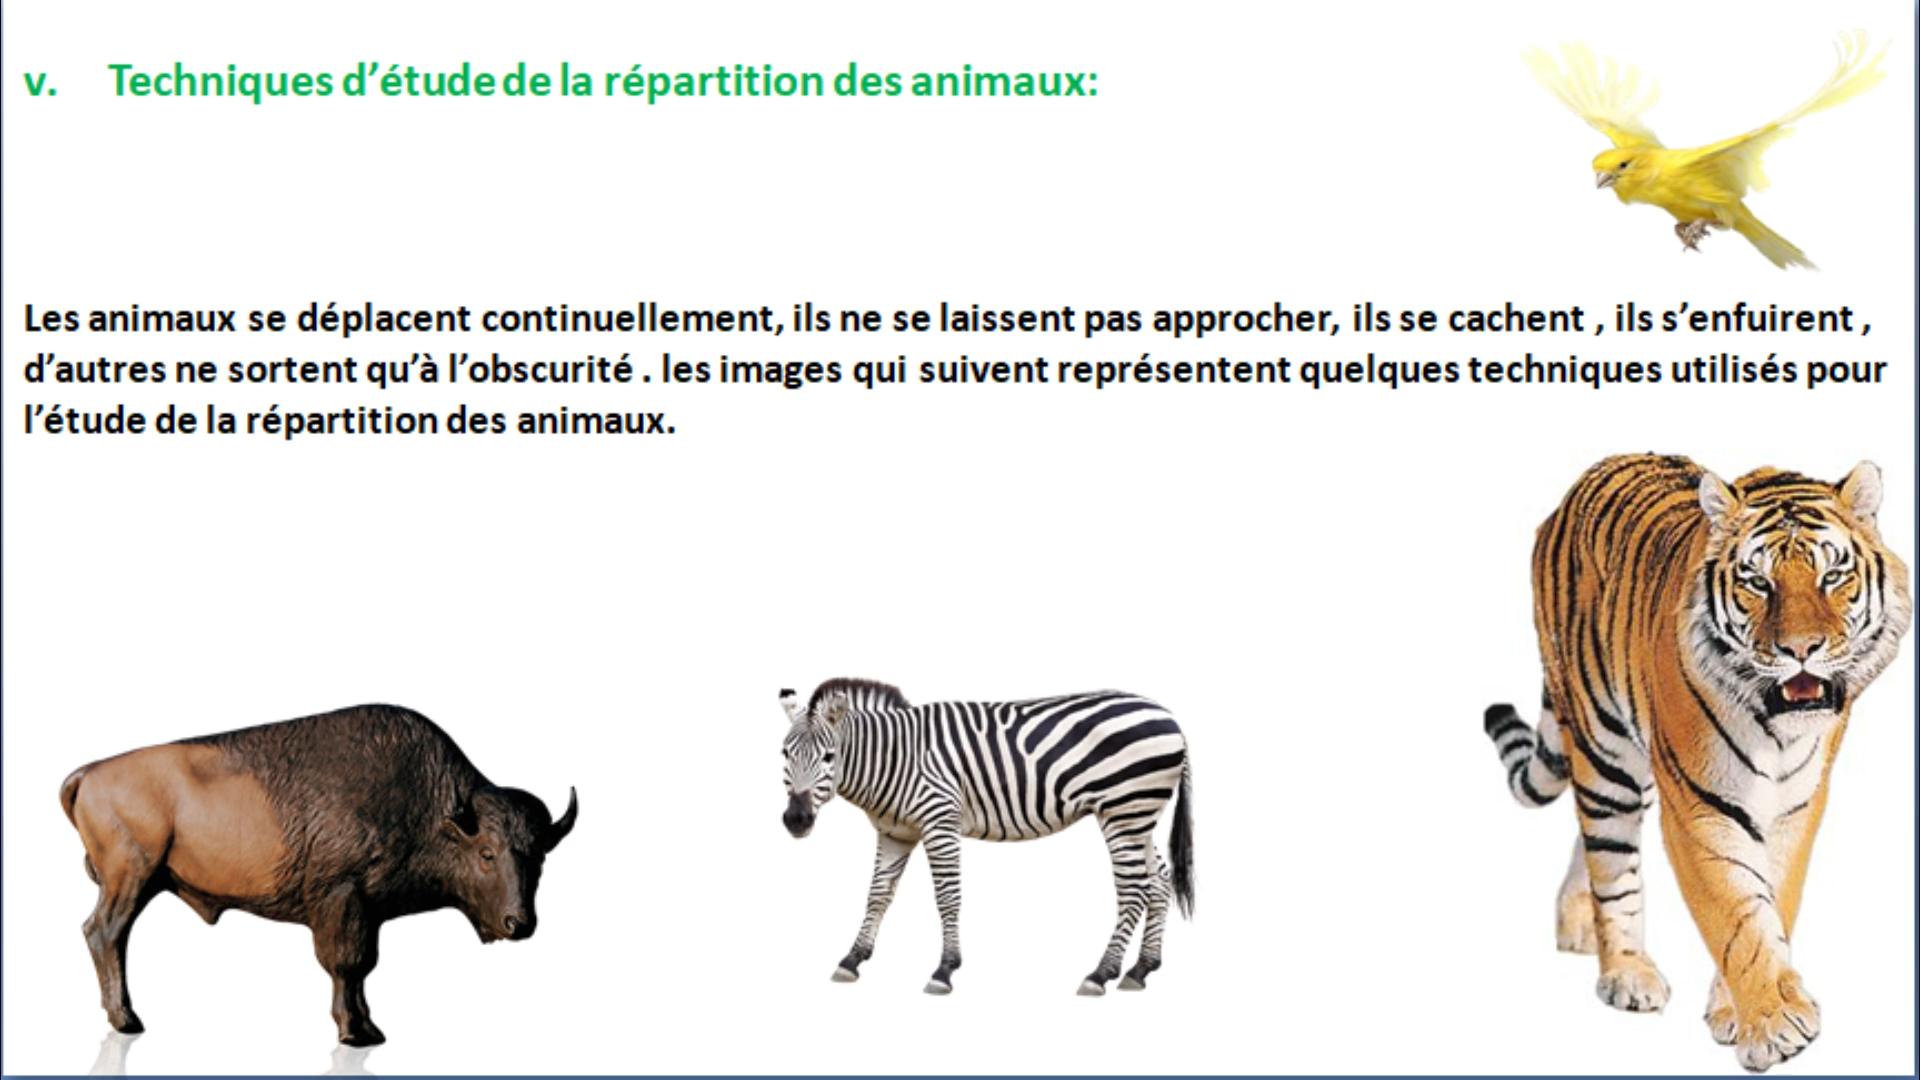 v. Techniques d’étude de la répartition des animaux:
Les animaux se déplacent continuellement, ils ne se laissent pas approcher, ils se cachent , ils s’enfuirent ,
d’autres ne sortent qu’à l’obscurité . les images qui suivent représentent quelques techniques utilisés pour
l’étude de la répartition des animaux.